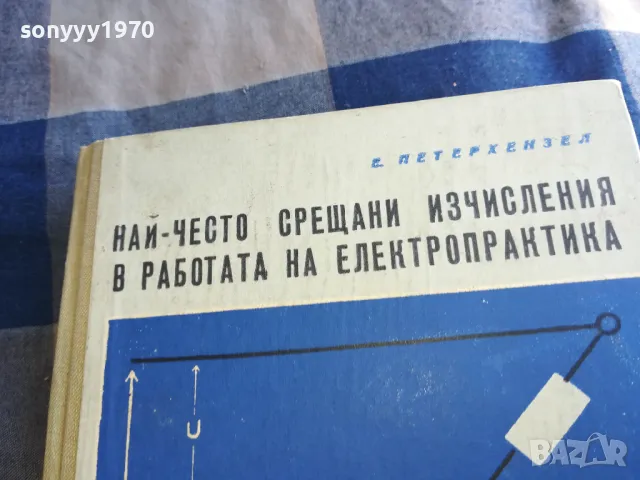 sonyyy1970
Е. ПЕТЕРХЕНЗЕЛ
НАЙ-ЧЕСТО СРЕЩАНИ ИЗЧИСЛЕНИЯ
В РАБОТАТА НА ЕЛЕКТРОПРАКТИКА
U
BAZAR